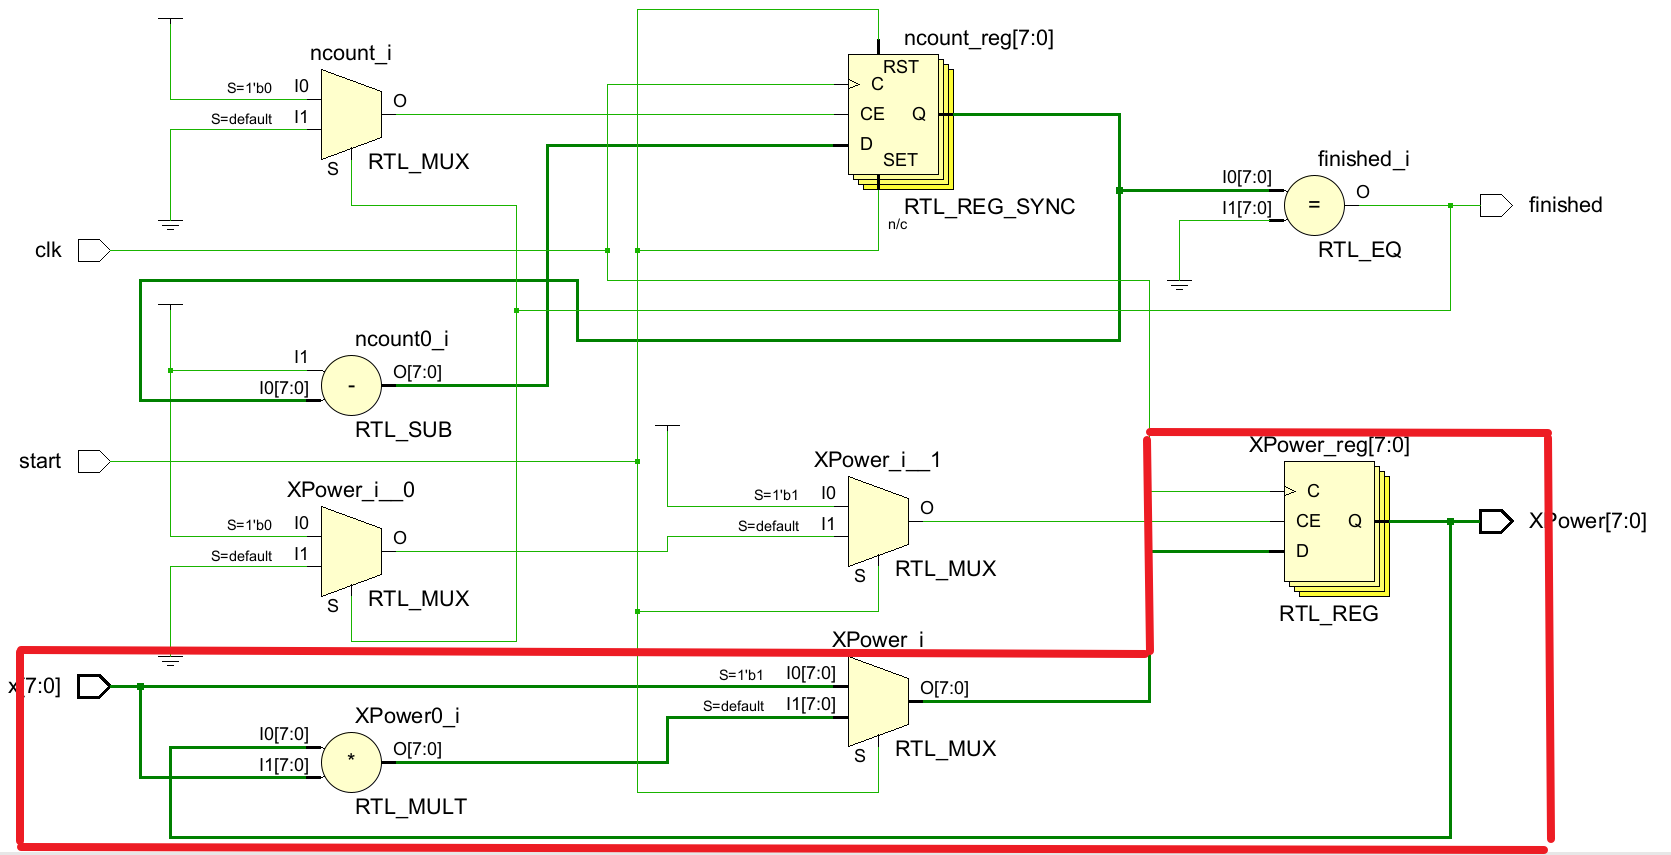 ncount_i
S=1'b0 I0
S=default I1
O
S
RTL_MUX
ncount_reg[7:0]
RST
C
CE Q
D
SET
RTL_REG_SYNC
n/c
finished_i
I0[7:0]
I1[7:0]
=
O
RTL_EQ
finished
clk
ncount0_i
I1
I0[7:0]
-
O[7:0]
RTL_SUB
start
XPower_i__0
S=1'b0 I0
S=default I1
O
S
RTL_MUX
XPower_i__1
S=1'b1 I0
S=default I1
O
S
RTL_MUX
XPower_reg[7:0]
C
CE Q
D
RTL_REG
XPower[7:0]
x[7:0]
XPower_i
S=1'b1 I0[7:0]
S=default I1[7:0]
O[7:0]
S
RTL_MUX
XPower0_i
I0[7:0]
I1[7:0]
*
O[7:0]
RTL_MULT